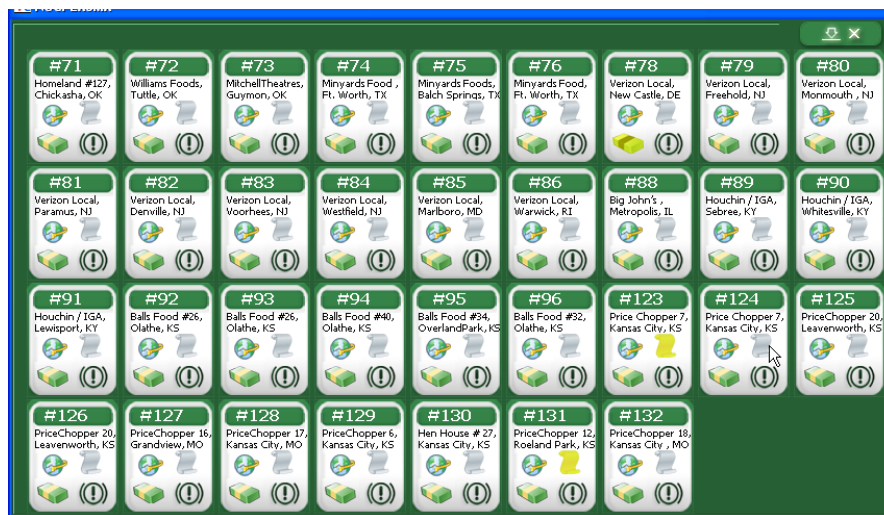 #71
Homeland #127,
Chickasha, OK
#72
Williams Foods,
Tuttle, OK
#73
MitchellTheatres,
Guymon, OK
#74
Minyards Food ,
Ft. Worth, TX
#75
Minyards Foods,
Balch Springs, TX
#76
Minyards Foods,
Ft. Worth, TX
#78
Verizon Local,
New Castle, DE
#79
Verizon Local,
Freehold, NJ
#80
Verizon Local,
Monmouth , NJ
#81
Verizon Local,
Paramus, NJ
#82
Verizon Local,
Denville, NJ
#83
Verizon Local,
Voorhees, NJ
#84
Verizon Local,
Westfield, NJ
#85
Verizon Local,
Marlboro, MD
#86
Verizon Local,
Warwick, RI
#88
Big John's ,
Metropolis, IL
#89
Houchin / IGA,
Sebree, KY
#90
Houchin / IGA,
Whitesville, KY
#91
Houchin / IGA,
Lewisport, KY
#92
Balls Food #26,
Olathe, KS
#93
Balls Food #26,
Olathe, KS
#94
Balls Food #40,
Olathe, KS
#95
Balls Food #34,
OverlandPark, KS
#96
Balls Food #32,
Olathe, KS
#123
Price Chopper 7,
Kansas City, KS
#124
Price Chopper 7,
Kansas City, KS
#125
PriceChopper 20,
Leavenworth, KS
#126
PriceChopper 20,
Leavenworth, KS
#127
PriceChopper 16,
Grandview, MO
#128
PriceChopper 17,
Kansas City, MO
#129
PriceChopper 6,
Kansas City, KS
#130
Hen House # 27,
Kansas City, KS
#131
PriceChopper 12,
Roeland Park, KS
#132
PriceChopper 18,
Kansas City , MO